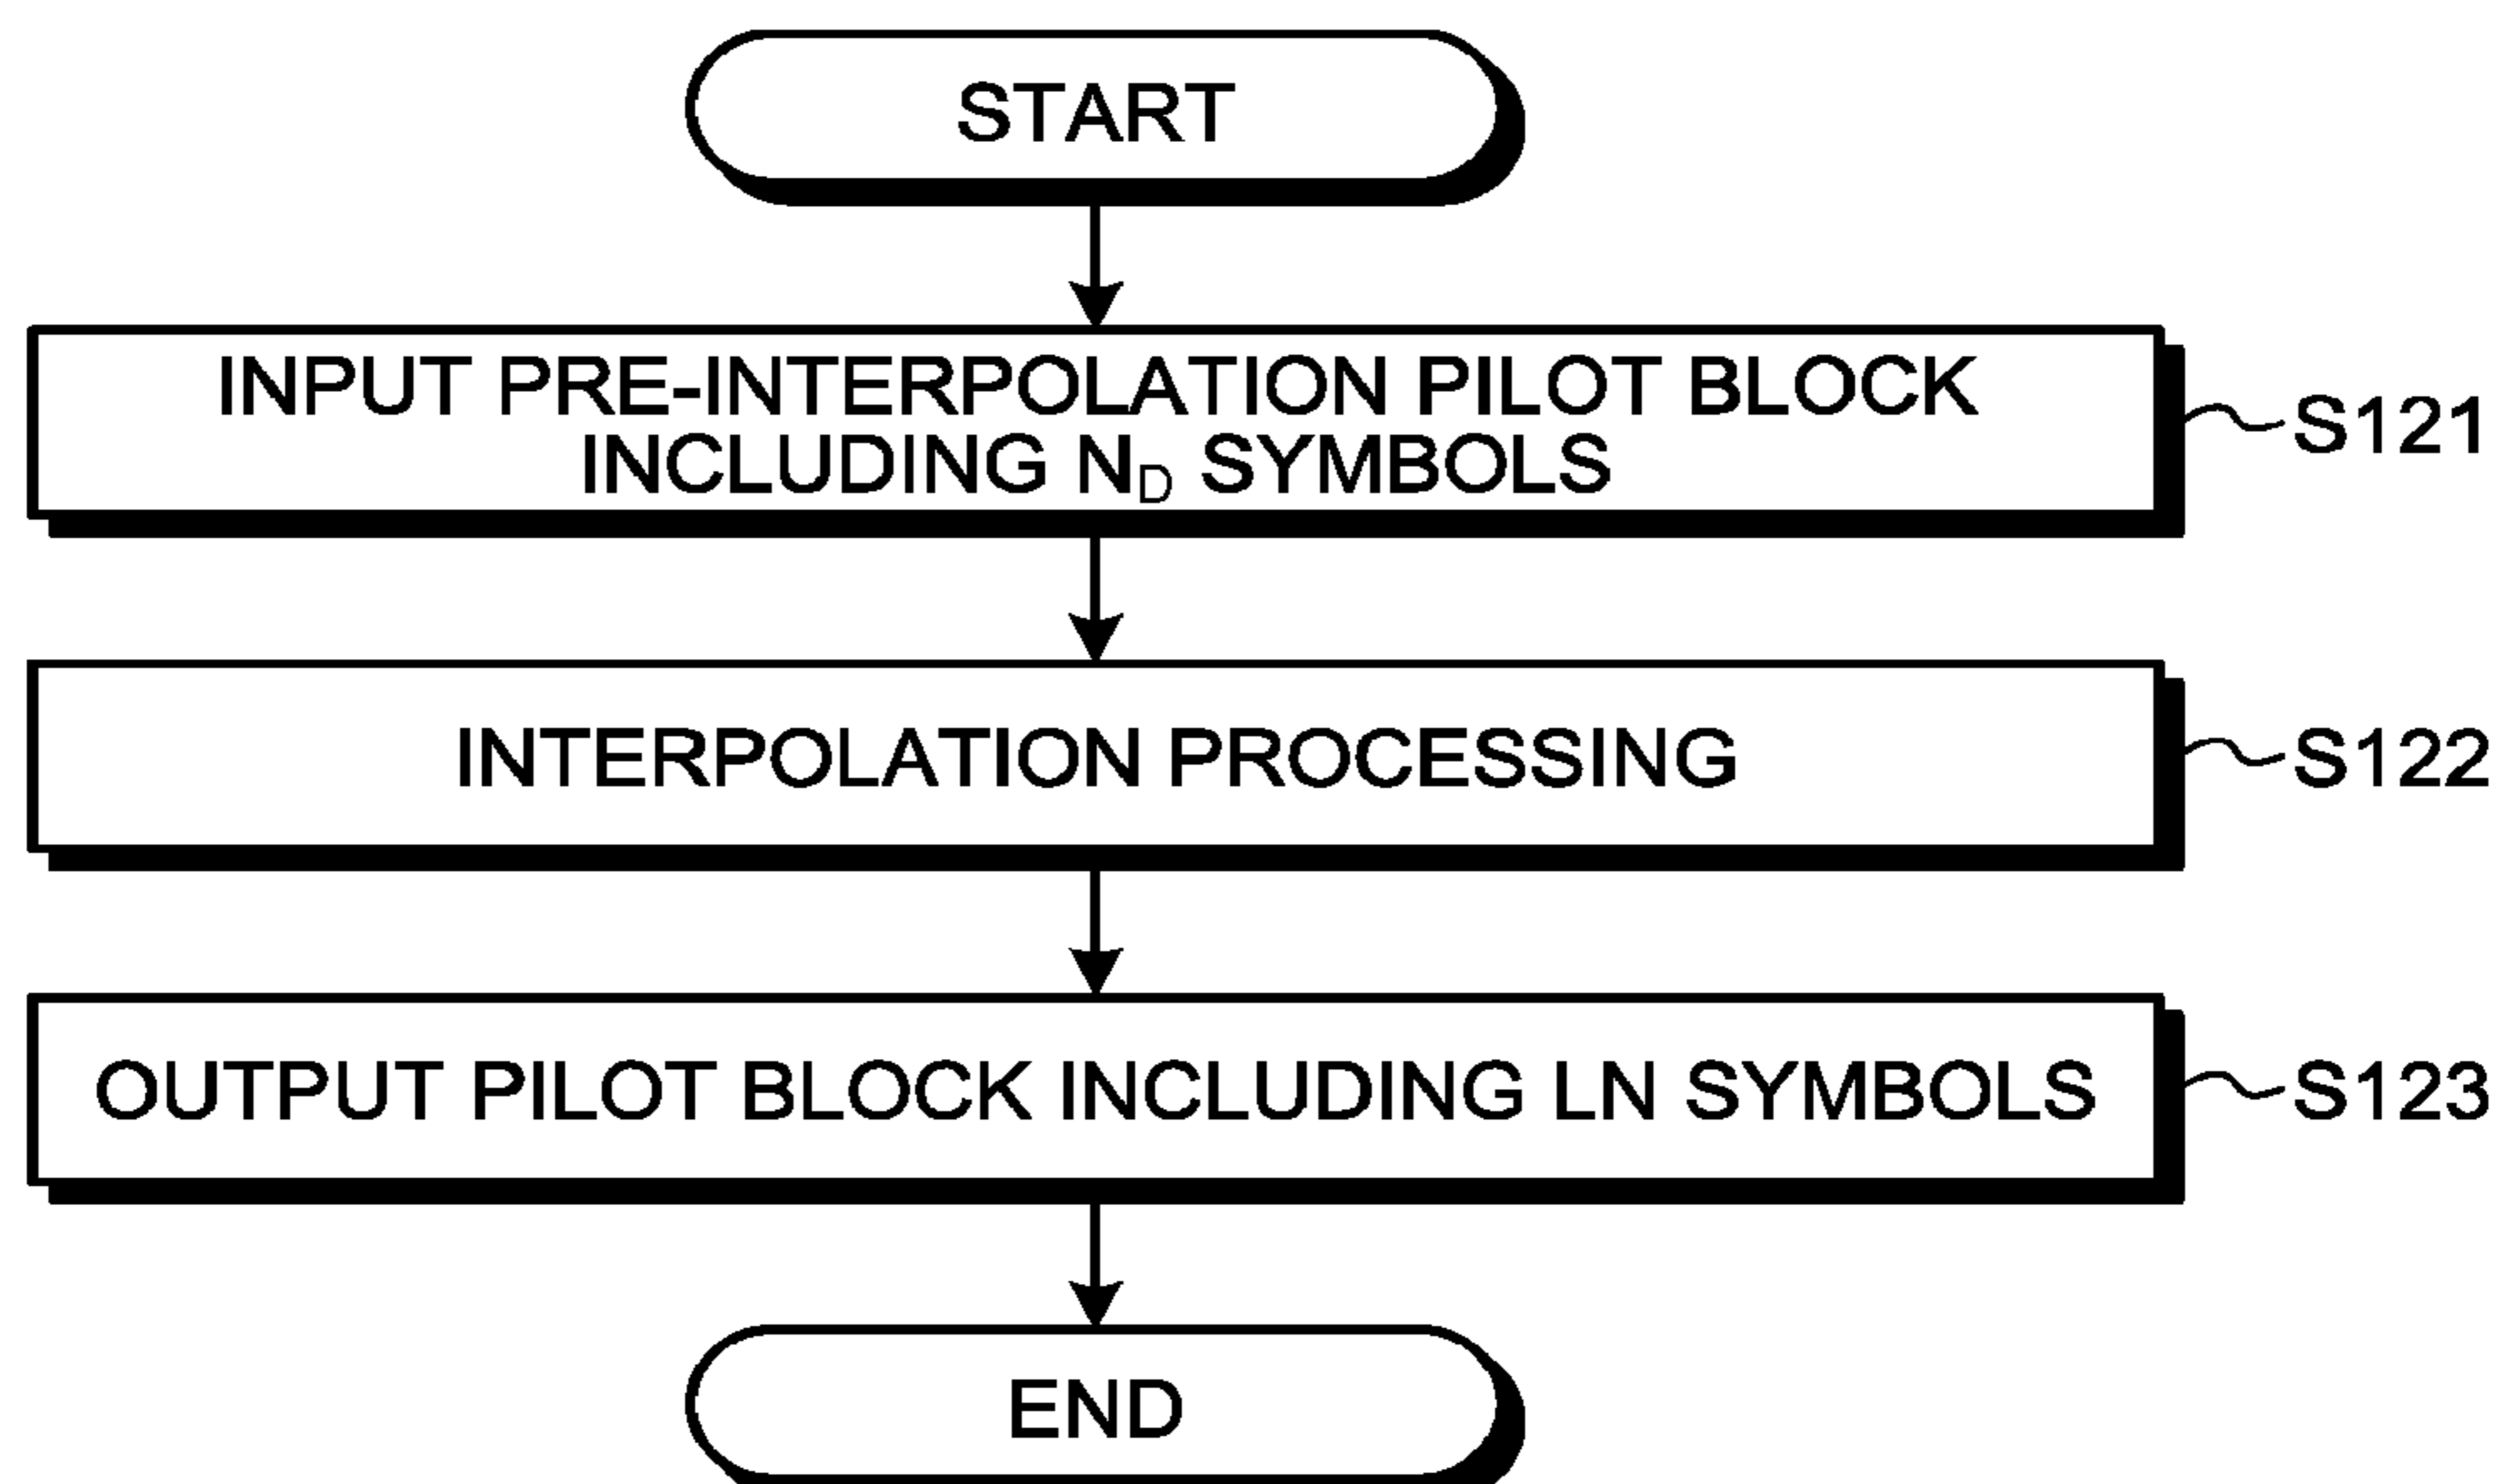 START
INPUT PRE-INTERPOLATION PILOT BLOCK
INCLUDING N_D SYMBOLS
S121
INTERPOLATION PROCESSING
S122
OUTPUT PILOT BLOCK INCLUDING LN SYMBOLS
S123
END